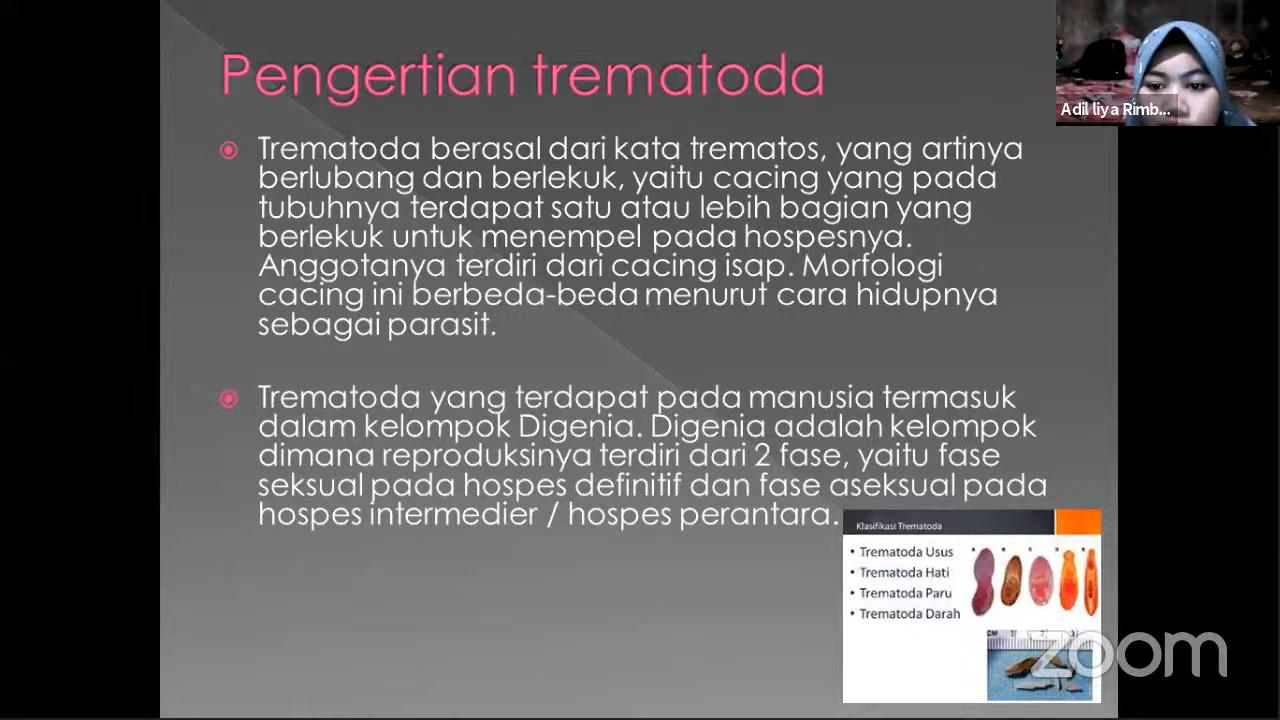 Pengertian trematoda
Adil liya Rimb...
Trematoda berasal dari kata trematos, yang artinya
berlubang dan berlekuk, yaitu cacing yang pada
tubuhnya terdapat satu atau lebih bagian yang
berlekuk untuk menempel pada hospesnya.
Anggotanya terdiri dari cacing isap. Morfologi
cacing ini berbeda-beda menurut cara hidupnya
sebagai parasit.
Trematoda yang terdapat pada manusia termasuk
dalam kelompok Digenia. Digenia adalah kelompok
dimana reproduksinya terdiri dari 2 fase, yaitu fase
seksual pada hospes definitif dan fase aseksual pada
hospes intermedier / hospes perantara.
Klasifikasi Trematoda
• Trematoda Usus
• Trematoda Hati
• Trematoda Paru
• Trematoda Darah
CM 1 2 3
zoom